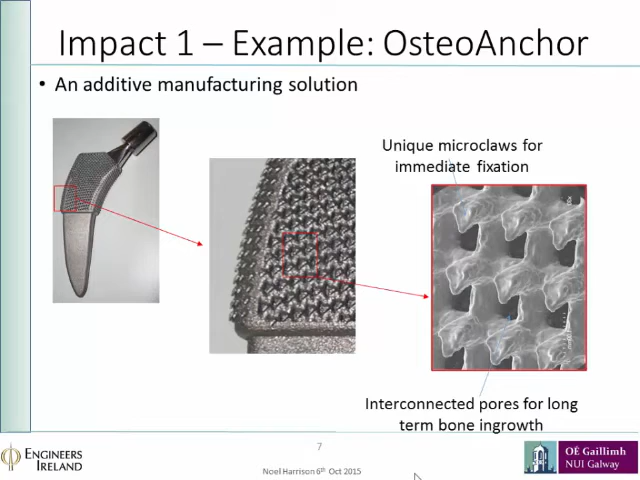 Impact 1 – Example: OsteoAnchor
• An additive manufacturing solution
Unique microclaws for
immediate fixation
Interconnected pores for long
term bone ingrowth
7
ENGINEERS
IRELAND
Noel Harrison 6th Oct 2015
OÉ Gaillimh
NUI Galway